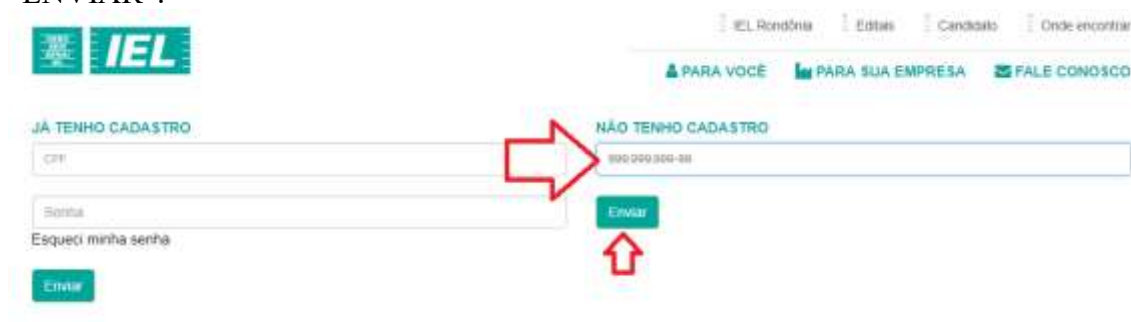 ENVIAR".
IEL
IEL Rondônia Editais Candidato Onde encontrar
PARA VOCÊ PARA SUA EMPRESA FALE CONOSCO
JÁ TENHO CADASTRO
CPF
Senha
Esqueci minha senha
Enviar
NÃO TENHO CADASTRO
999.999.999-99
Enviar